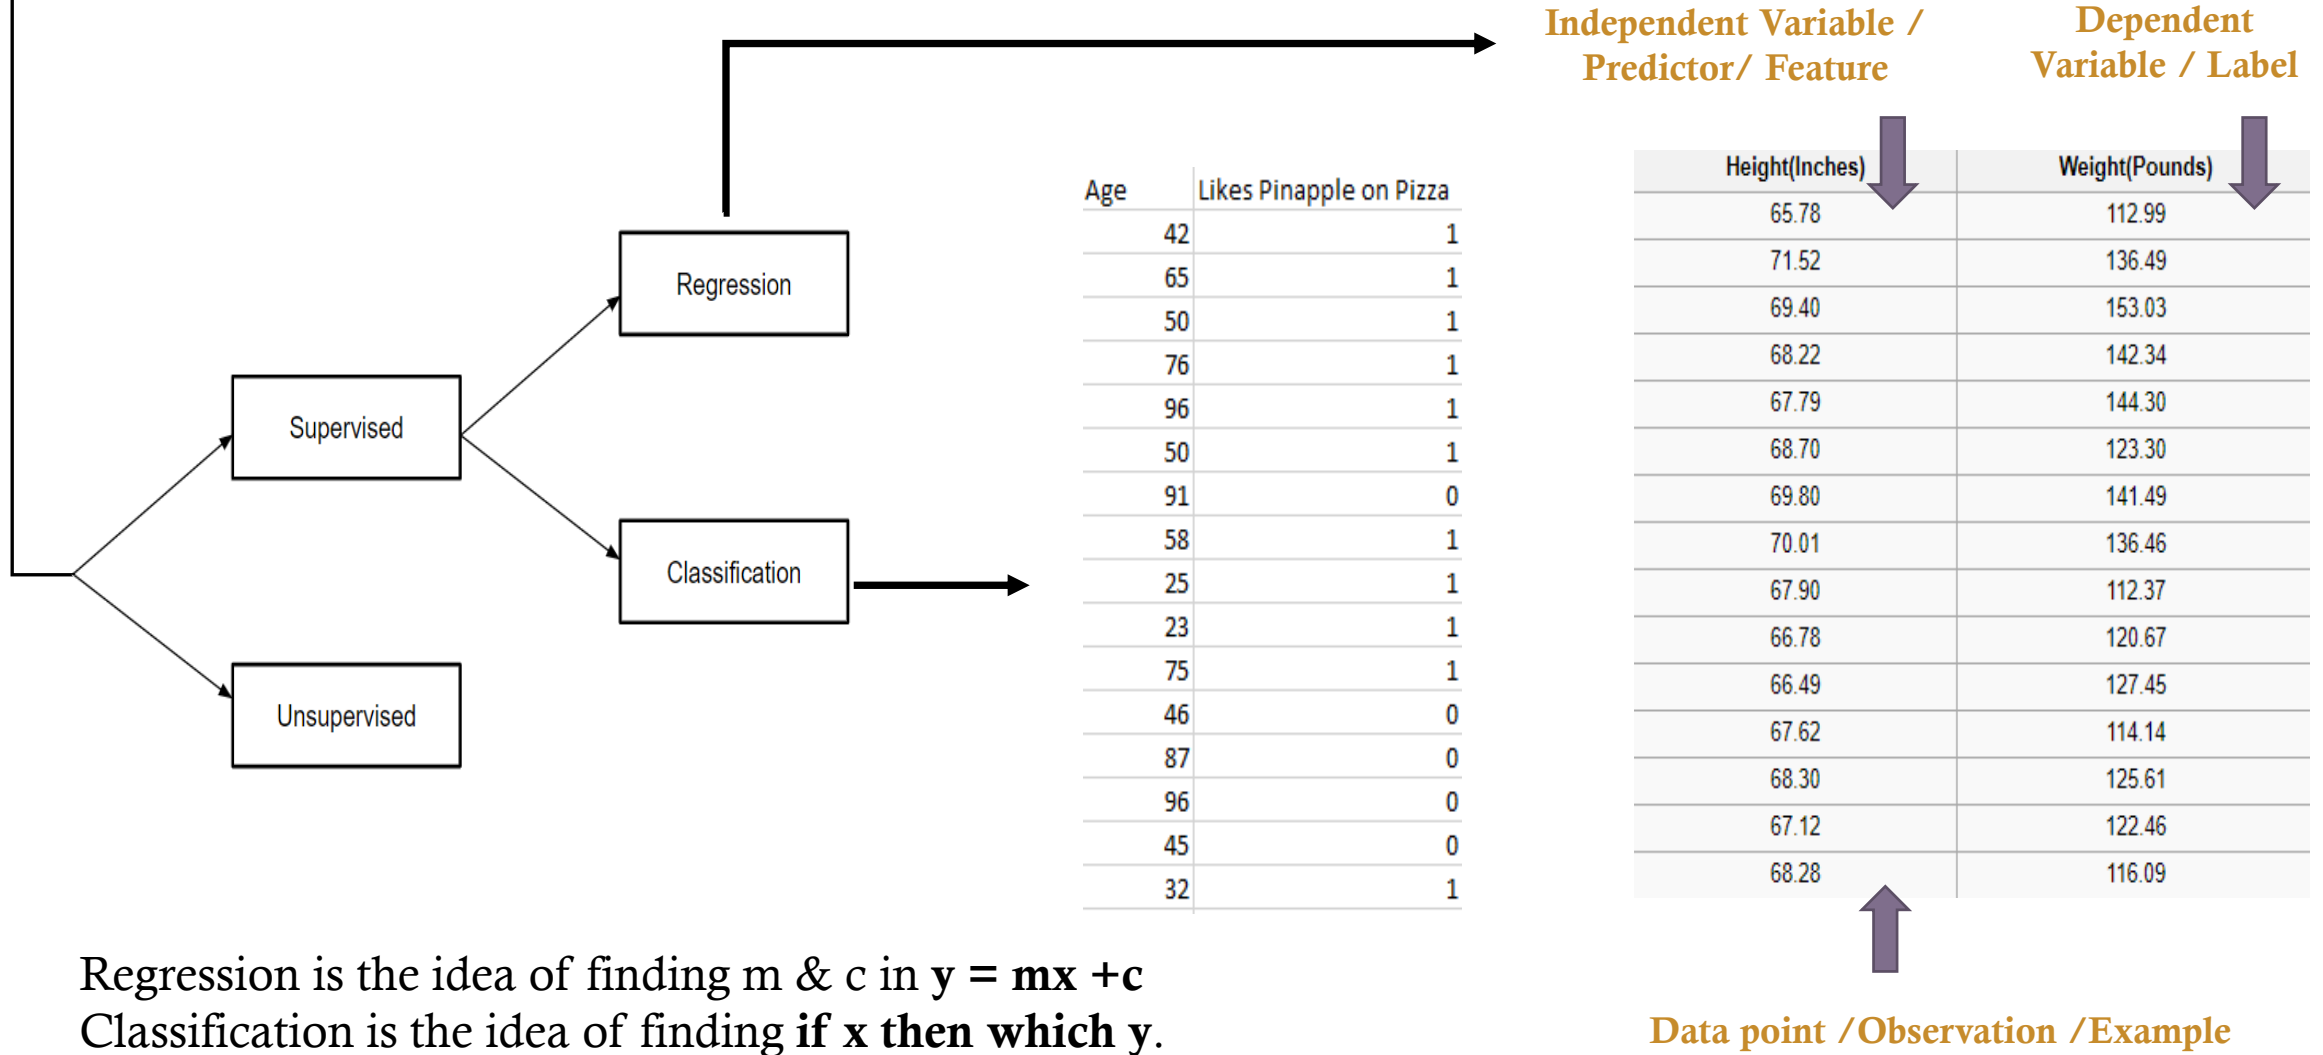 Independent Variable /
Predictor/ Feature
Dependent
Variable / Label
Regression
Supervised
Classification
Unsupervised
Age Likes Pinapple on Pizza
42 1
65 1
50 1
76 1
96 1
50 1
91 0
58 1
25 1
23 1
75 1
46 0
87 0
96 0
45 0
32 1
Height(Inches) Weight(Pounds)
65.78 112.99
71.52 136.49
69.40 153.03
68.22 142.34
67.79 144.30
68.70 123.30
69.80 141.49
70.01 136.46
67.90 112.37
66.78 120.67
66.49 127.45
67.62 114.14
68.30 125.61
67.12 122.46
68.28 116.09
Regression is the idea of finding m & c in y = mx +c
Classification is the idea of finding if x then which y.
Data point /Observation /Example